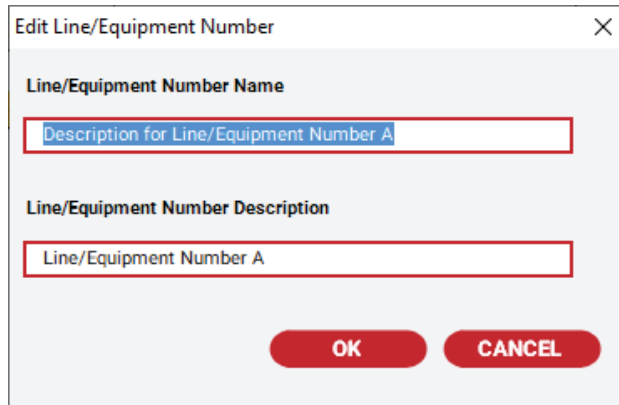 Edit Line/Equipment Number
Line/Equipment Number Name
Description for Line/Equipment Number A
Line/Equipment Number Description
Line/Equipment Number A
OK CANCEL